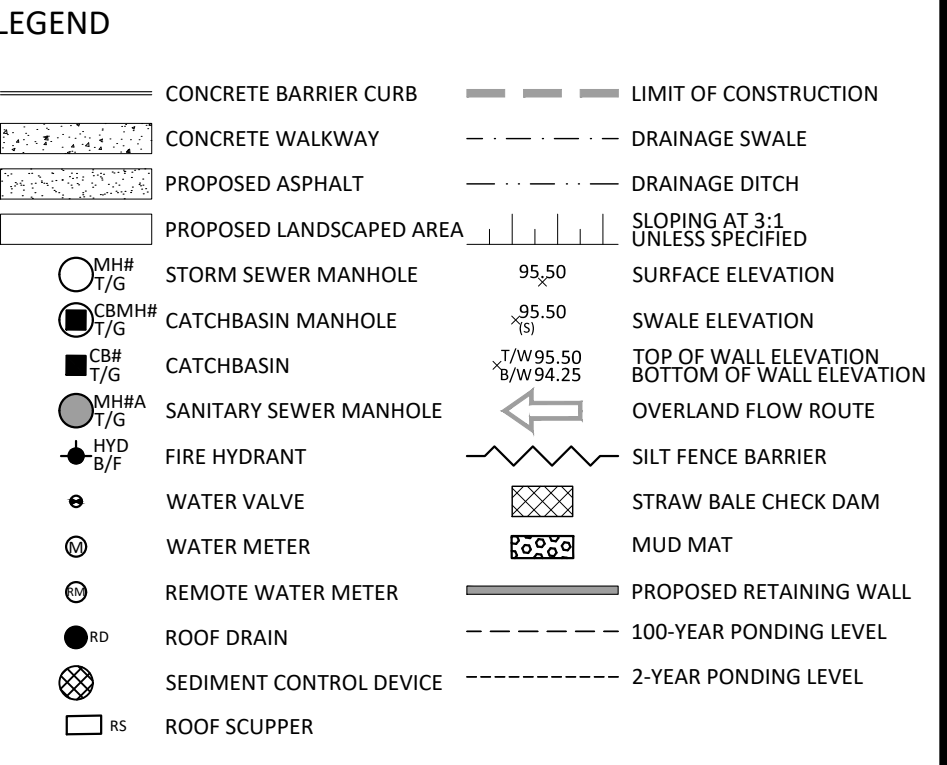 LEGEND
CONCRETE BARRIER CURB
CONCRETE WALKWAY
PROPOSED ASPHALT
PROPOSED LANDSCAPED AREA
MH#
T/G
STORM SEWER MANHOLE
CBMH#
T/G
CATCHBASIN MANHOLE
CB#
T/G
CATCHBASIN
MH#A
T/G
SANITARY SEWER MANHOLE
HYD
B/F
FIRE HYDRANT
WATER VALVE
M
WATER METER
RM
REMOTE WATER METER
RD
ROOF DRAIN
SEDIMENT CONTROL DEVICE
RS
ROOF SCUPPER
LIMIT OF CONSTRUCTION
DRAINAGE SWALE
DRAINAGE DITCH
SLOPING AT 3:1
UNLESS SPECIFIED
95.50
SURFACE ELEVATION
95.50
(S)
SWALE ELEVATION
T/W 95.50
B/W 94.25
TOP OF WALL ELEVATION
BOTTOM OF WALL ELEVATION
OVERLAND FLOW ROUTE
SILT FENCE BARRIER
STRAW BALE CHECK DAM
MUD MAT
PROPOSED RETAINING WALL
100-YEAR PONDING LEVEL
2-YEAR PONDING LEVEL